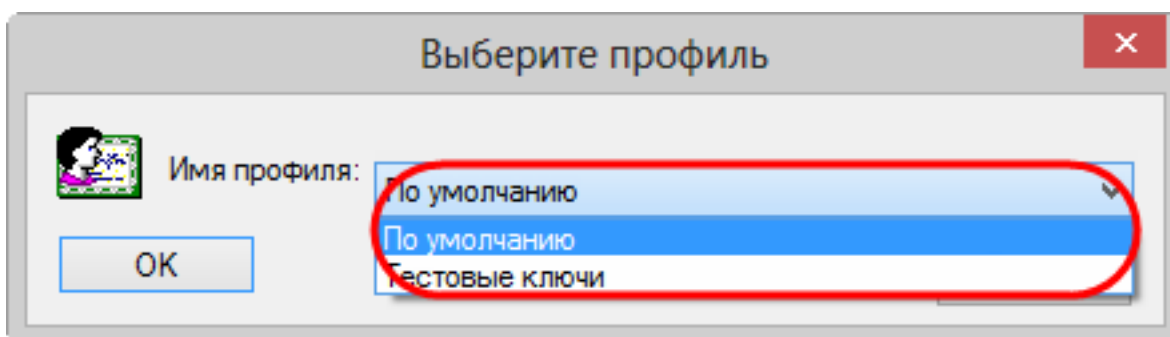 Выберите профиль
Имя профиля: По умолчанию
По умолчанию
OK
Тестовые ключи